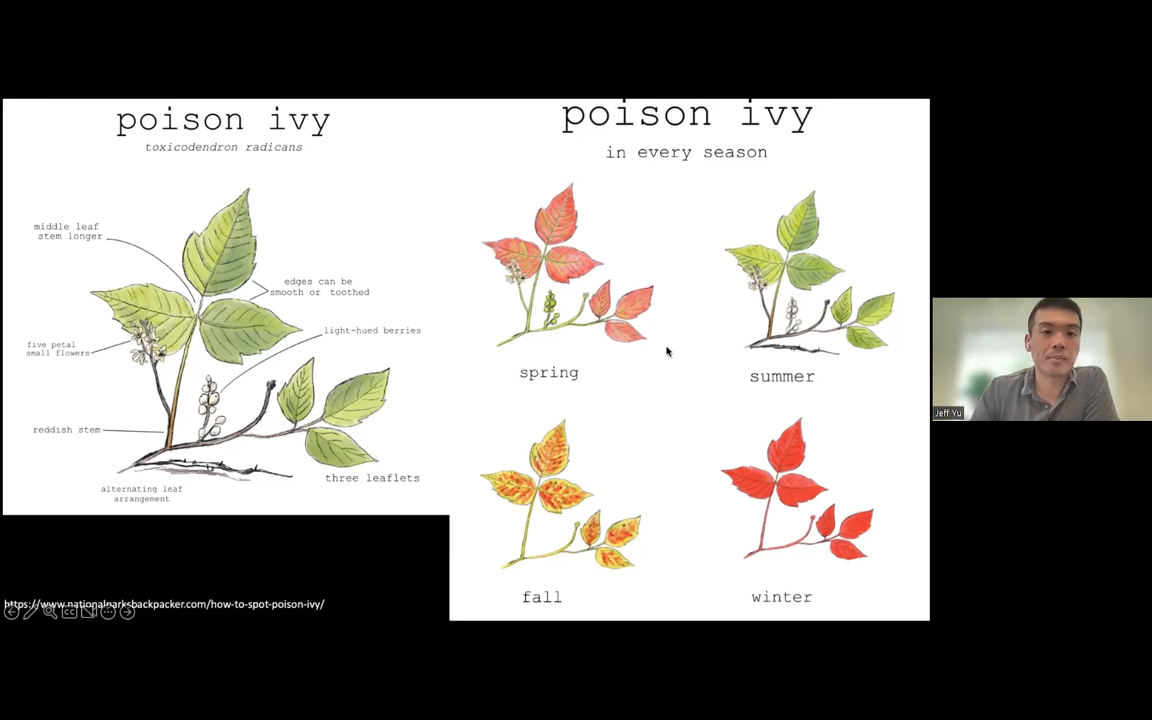 poison ivy
toxicodendron radicans
middle leaf
stem longer
edges can be
smooth or toothed
light-hued berries
five petal
small flowers
reddish stem
three leaflets
alternating leaf
arrangement
https://www.nationalparksbackpacker.com/how-to-spot-poison-ivy/
CC
poison ivy
in every season
spring
summer
fall
winter
Jeff Yu